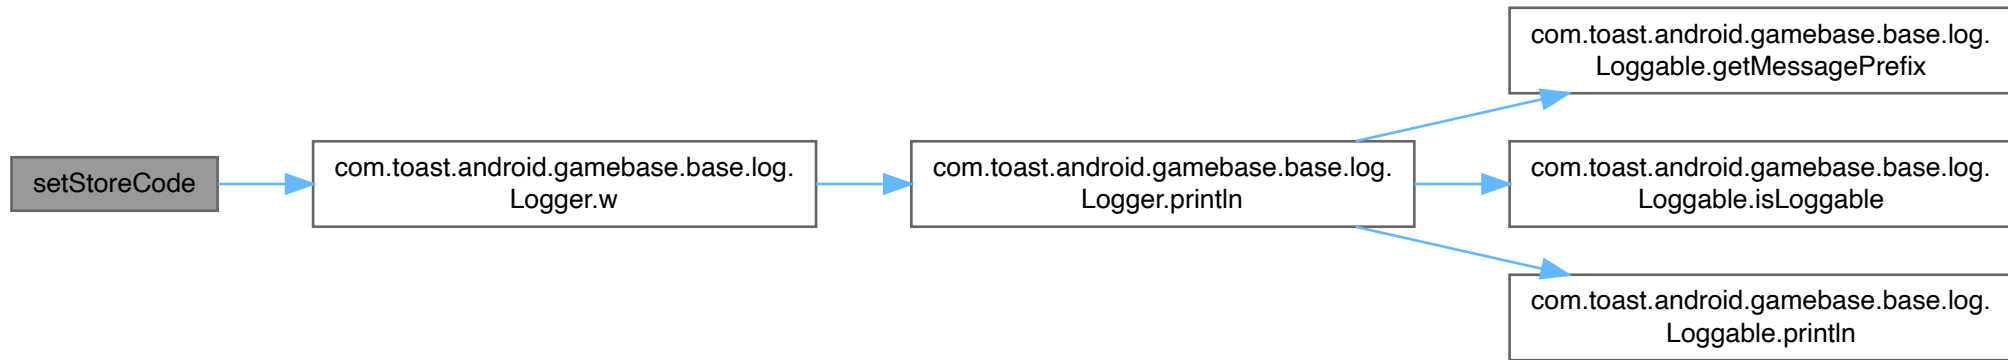 setStoreCode
com.toast.android.gamebase.base.log.
Logger.w
com.toast.android.gamebase.base.log.
Logger.println
com.toast.android.gamebase.base.log.
Loggable.getMessagePrefix
com.toast.android.gamebase.base.log.
Loggable.isLoggable
com.toast.android.gamebase.base.log.
Loggable.println